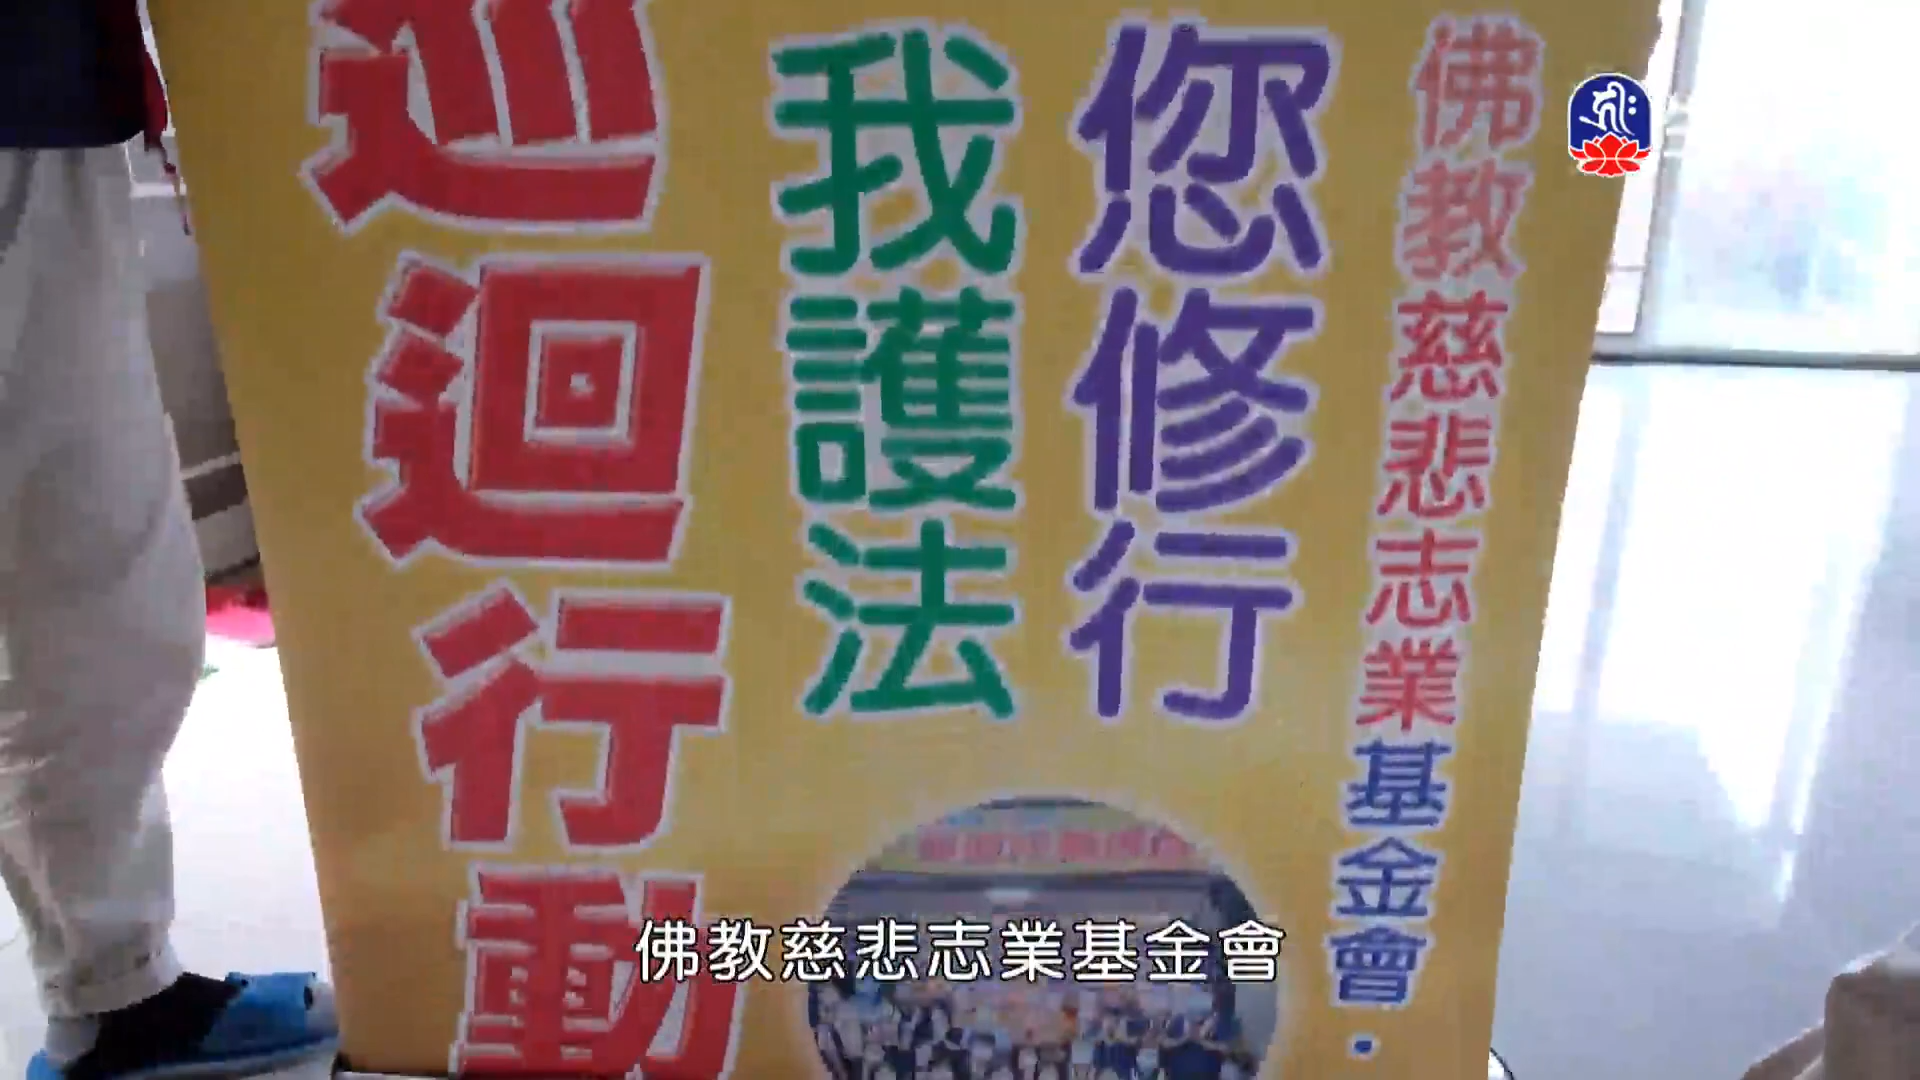 佛教慈悲志業基金會·
您修行
我護法
巡迴行動
佛教慈悲志業基金會